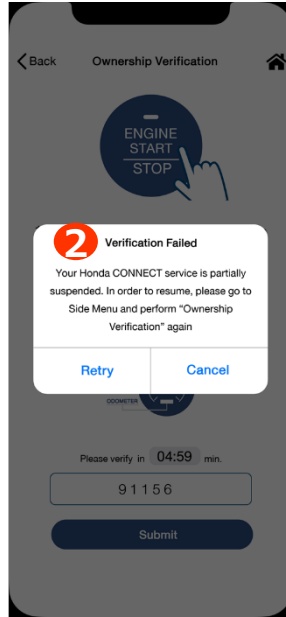 Back
Ownership Verification
ENGINE
START
STOP
2
Verification Failed
Your Honda CONNECT service is partially
suspended. In order to resume, please go to
Side Menu and perform “Ownership
Verification” again
Retry
Cancel
ODOMETER
Please verify in 04:59 min.
91156
Submit